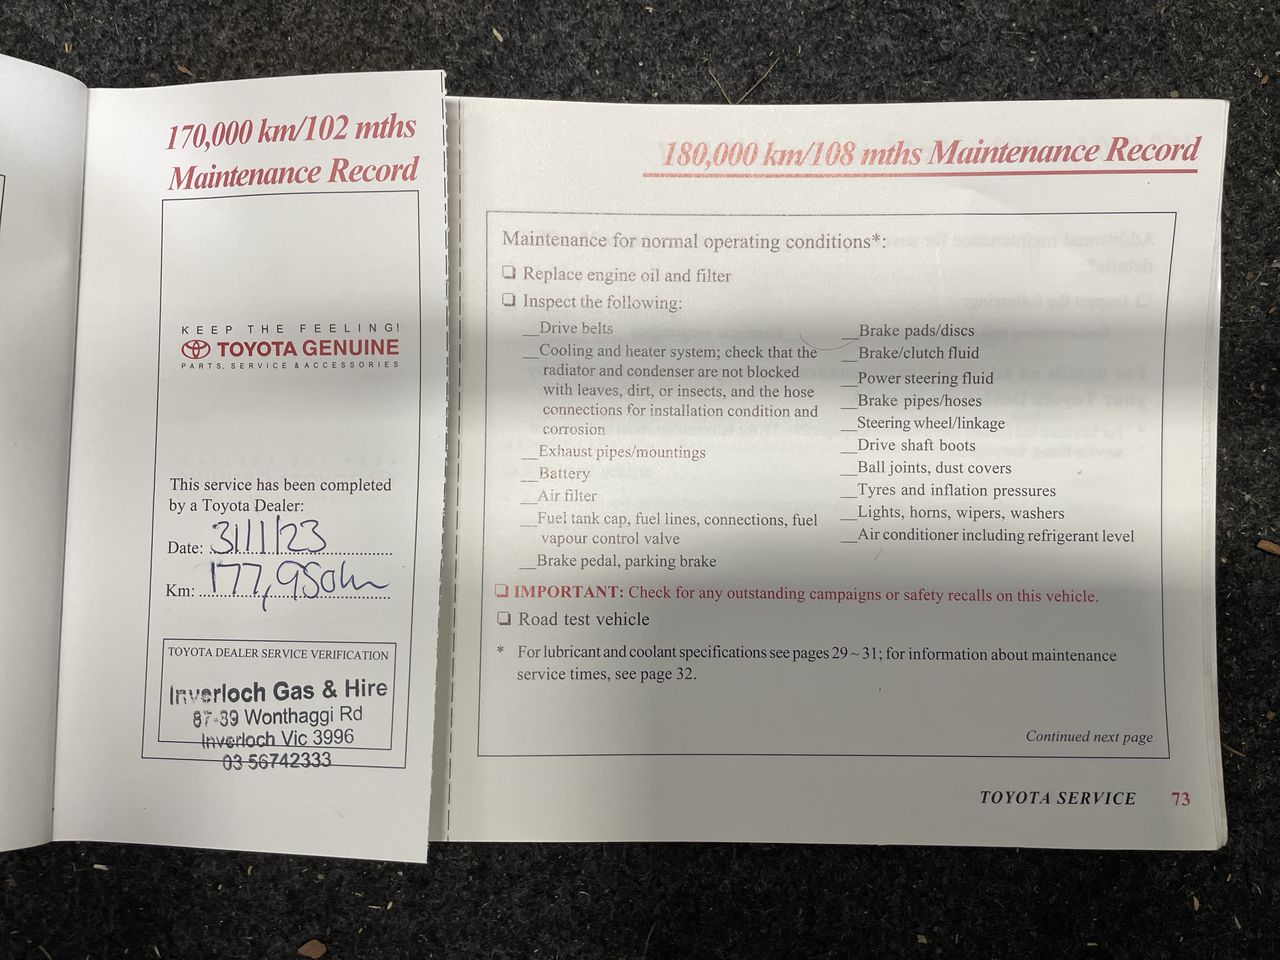 170,000 km/102 mths
Maintenance Record
KEEP THE FEELING!
TOYOTA GENUINE
PARTS, SERVICE & ACCESSORIES
This service has been completed
by a Toyota Dealer:
Date: 31/1/23
Km: 177,980km
TOYOTA DEALER SERVICE VERIFICATION
Inverloch Gas & Hire
87-39 Wonthaggi Rd
Inverloch Vic 3996
03 56742333
180,000 km/108 mths Maintenance Record
Maintenance for normal operating conditions*:
❏ Replace engine oil and filter
❏ Inspect the following:
__Drive belts
__Cooling and heater system; check that the
radiator and condenser are not blocked
with leaves, dirt, or insects, and the hose
connections for installation condition and
corrosion
__Exhaust pipes/mountings
__Battery
__Air filter
__Fuel tank cap, fuel lines, connections, fuel
vapour control valve
__Brake pedal, parking brake
__Brake pads/discs
__Brake/clutch fluid
__Power steering fluid
__Brake pipes/hoses
__Steering wheel/linkage
__Drive shaft boots
__Ball joints, dust covers
__Tyres and inflation pressures
__Lights, horns, wipers, washers
__Air conditioner including refrigerant level
❏ IMPORTANT: Check for any outstanding campaigns or safety recalls on this vehicle.
❏ Road test vehicle
* For lubricant and coolant specifications see pages 29~31; for information about maintenance
service times, see page 32.
Continued next page
TOYOTA SERVICE 73